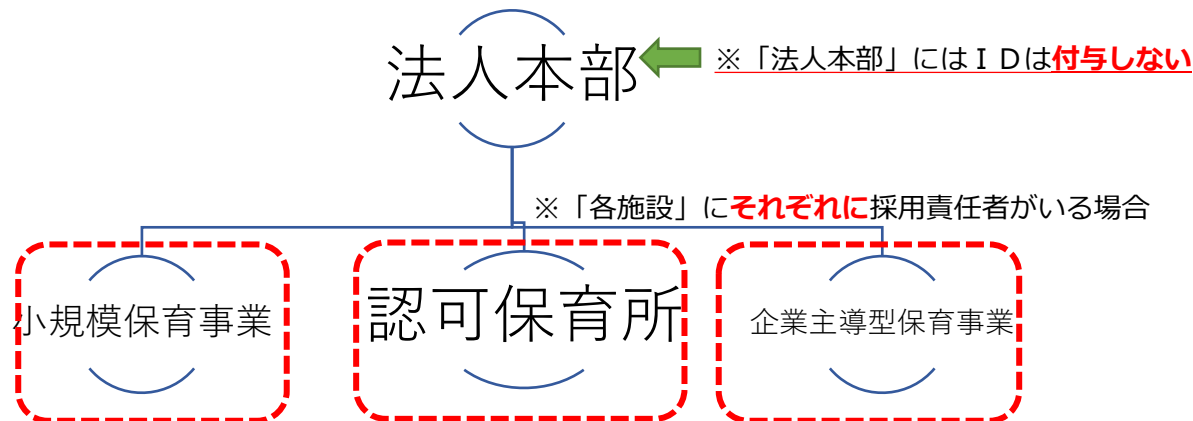 法人本部
※「法人本部」にはＩＤは付与しない
※「各施設」にそれぞれに採用責任者がいる場合
小規模保育事業
認可保育所
企業主導型保育事業